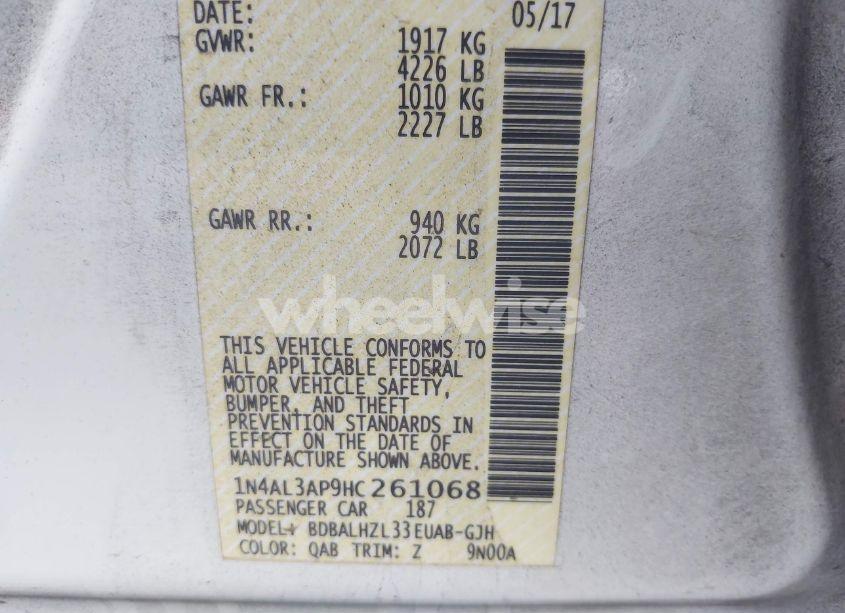 DATE: 05/17
GVWR: 1917 KG
4226 LB
GAWR FR.: 1010 KG
2227 LB
GAWR RR.: 940 KG
2072 LB
wheelwise
THIS VEHICLE CONFORMS TO
ALL APPLICABLE FEDERAL
MOTOR VEHICLE SAFETY,
BUMPER, AND THEFT
PREVENTION STANDARDS IN
EFFECT ON THE DATE OF
MANUFACTURE SHOWN ABOVE.
1N4AL3AP9HC261068
PASSENGER CAR 187
MODEL: BDBALHZL33EUAB-GJH
COLOR: QAB TRIM: Z 9N00A